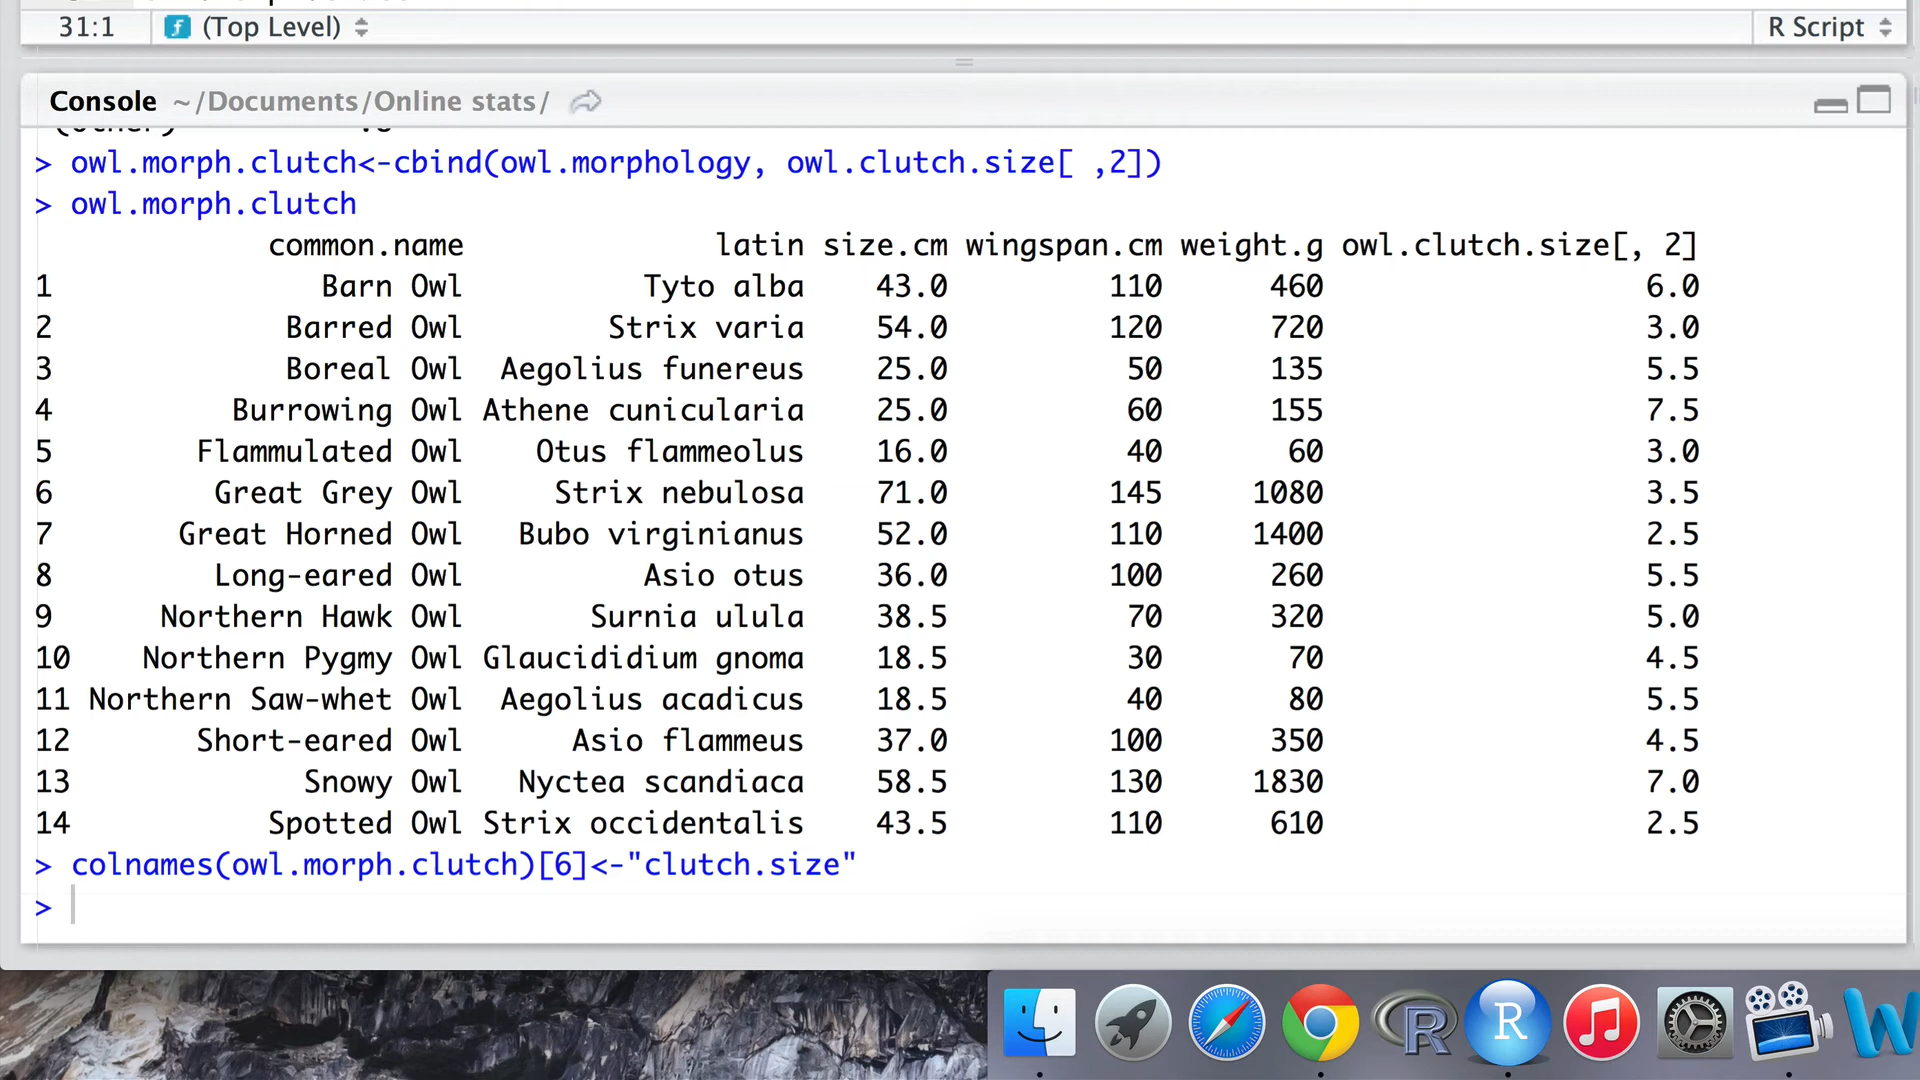 31:1 (Top Level) R Script
Console ~/Documents/Online stats/
> owl.morph.clutch<-cbind(owl.morphology, owl.clutch.size[ ,2])
> owl.morph.clutch
common.name latin size.cm wingspan.cm weight.g owl.clutch.size[, 2]
1 Barn Owl Tyto alba 43.0 110 460 6.0
2 Barred Owl Strix varia 54.0 120 720 3.0
3 Boreal Owl Aegolius funereus 25.0 50 135 5.5
4 Burrowing Owl Athene cunicularia 25.0 60 155 7.5
5 Flammulated Owl Otus flammeolus 16.0 40 60 3.0
6 Great Grey Owl Strix nebulosa 71.0 145 1080 3.5
7 Great Horned Owl Bubo virginianus 52.0 110 1400 2.5
8 Long-eared Owl Asio otus 36.0 100 260 5.5
9 Northern Hawk Owl Surnia ulula 38.5 70 320 5.0
10 Northern Pygmy Owl Glaucididium gnoma 18.5 30 70 4.5
11 Northern Saw-whet Owl Aegolius acadicus 18.5 40 80 5.5
12 Short-eared Owl Asio flammeus 37.0 100 350 4.5
13 Snowy Owl Nyctea scandiaca 58.5 130 1830 7.0
14 Spotted Owl Strix occidentalis 43.5 110 610 2.5
> colnames(owl.morph.clutch)[6]<-"clutch.size"
>
R R W